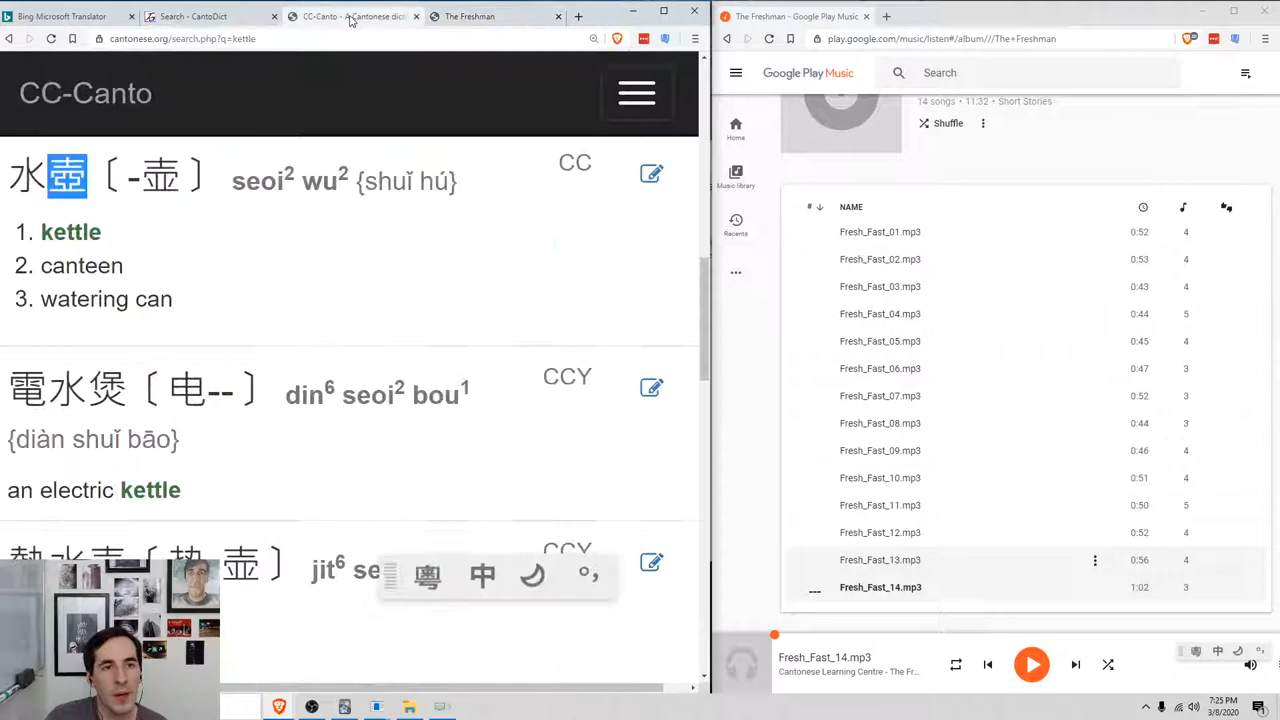 Bing Microsoft Translator
Search - CantoDict
CC-Canto - A Cantonese dict
The Freshman
cantonese.org/search.php?q=kettle
CC-Canto
水壺〔-壶〕 seoi² wu² {shuǐ hú}
CC
1. kettle
2. canteen
3. watering can
電水煲〔电--〕 din⁶ seoi² bou¹
CCY
{diàn shuǐ bāo}
an electric kettle
熱水壺〔热-壶〕 jit⁶ se
CCY
粵 中
The Freshman - Google Play Music
play.google.com/music/listen#/album///The+Freshman
Google Play Music
Search
14 songs • 11:32 • Short Stories
Shuffle
Home
Music library
Recents
# NAME
Fresh_Fast_01.mp3 0:52 4
Fresh_Fast_02.mp3 0:53 4
Fresh_Fast_03.mp3 0:43 4
Fresh_Fast_04.mp3 0:44 5
Fresh_Fast_05.mp3 0:45 4
Fresh_Fast_06.mp3 0:47 3
Fresh_Fast_07.mp3 0:52 3
Fresh_Fast_08.mp3 0:44 3
Fresh_Fast_09.mp3 0:46 4
Fresh_Fast_10.mp3 0:51 4
Fresh_Fast_11.mp3 0:50 5
Fresh_Fast_12.mp3 0:52 4
Fresh_Fast_13.mp3 0:56 4
Fresh_Fast_14.mp3 1:02 3
Fresh_Fast_14.mp3
Cantonese Learning Centre - The Fr...
粵 中
7:25 PM
3/8/2020